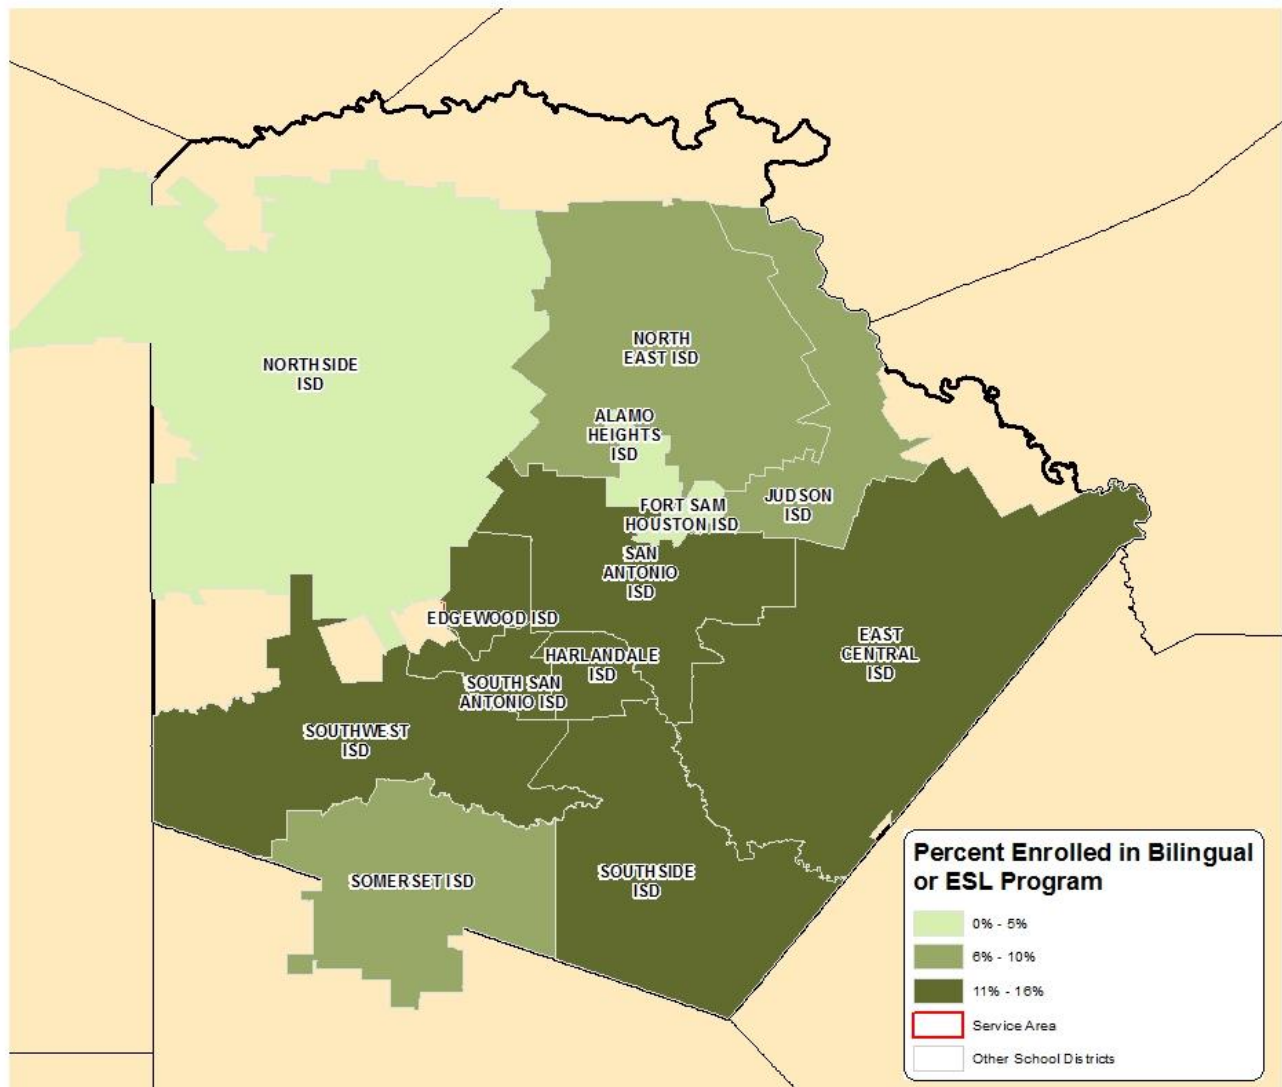 NORTHSIDE
ISD
NORTH
EAST ISD
ALAMO
HEIGHTS
ISD
FORT SAM
HOUSTON ISD
JUDSON
ISD
SAN
ANTONIO
ISD
EDGEWOOD ISD
HARLANDALE
ISD
EAST
CENTRAL
ISD
SOUTH SAN
ANTONIO ISD
SOUTHWEST
ISD
SOMERSET ISD
SOUTHSIDE
ISD
Percent Enrolled in Bilingual
or ESL Program
0% - 5%
6% - 10%
11% - 16%
Service Area
Other School Districts